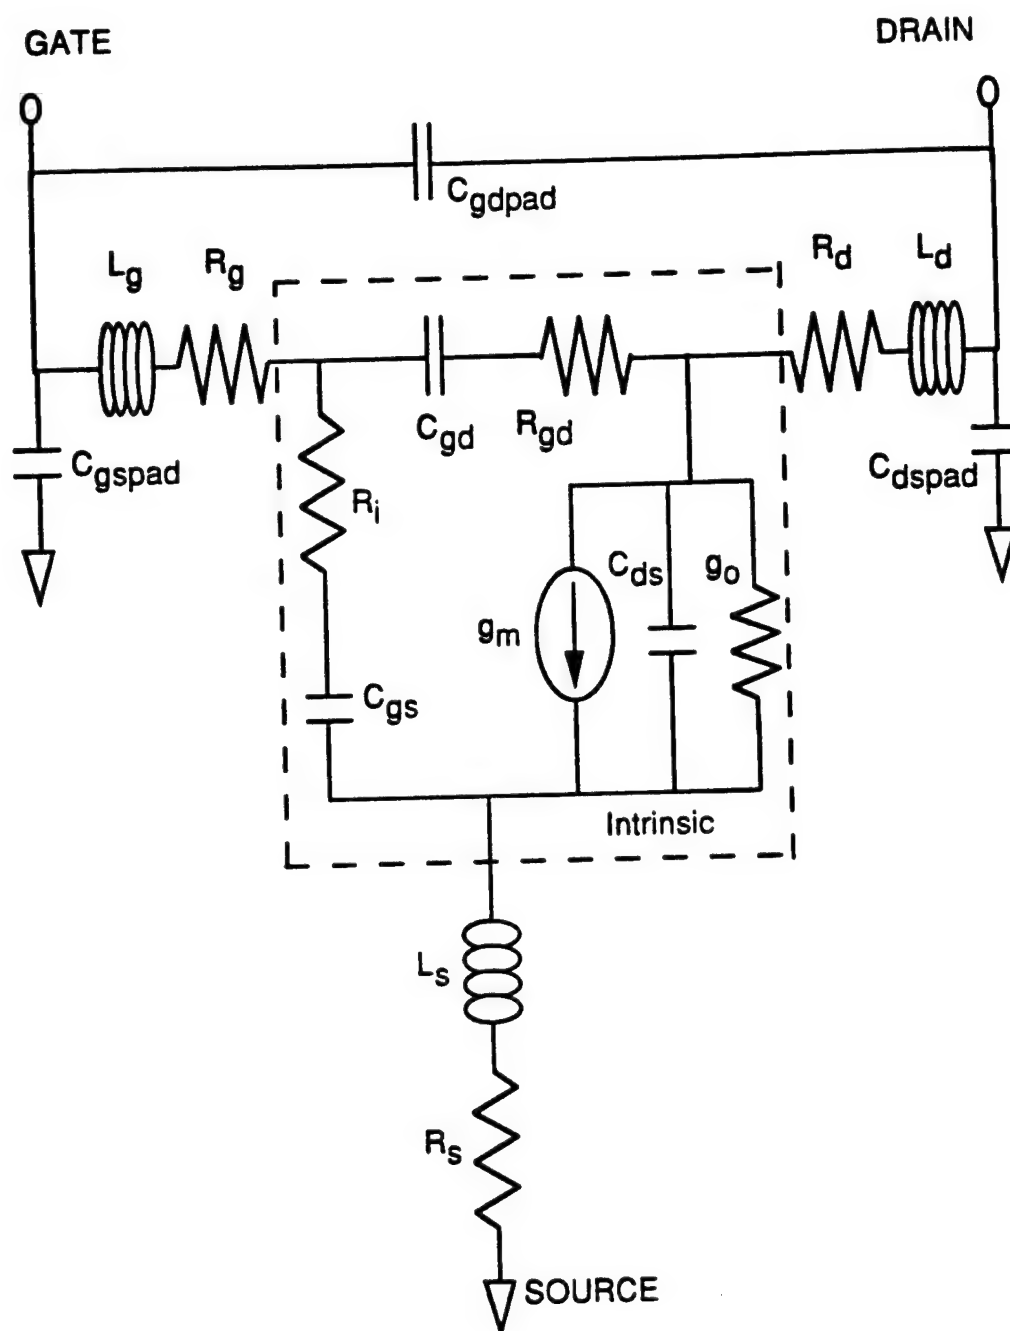 GATE
DRAIN
Cgdpad
Lg
Rg
Rd
Ld
Cgd
Rgd
Cgspad
Cdspad
Ri
Cds
go
gm
Cgs
Intrinsic
Ls
Rs
SOURCE